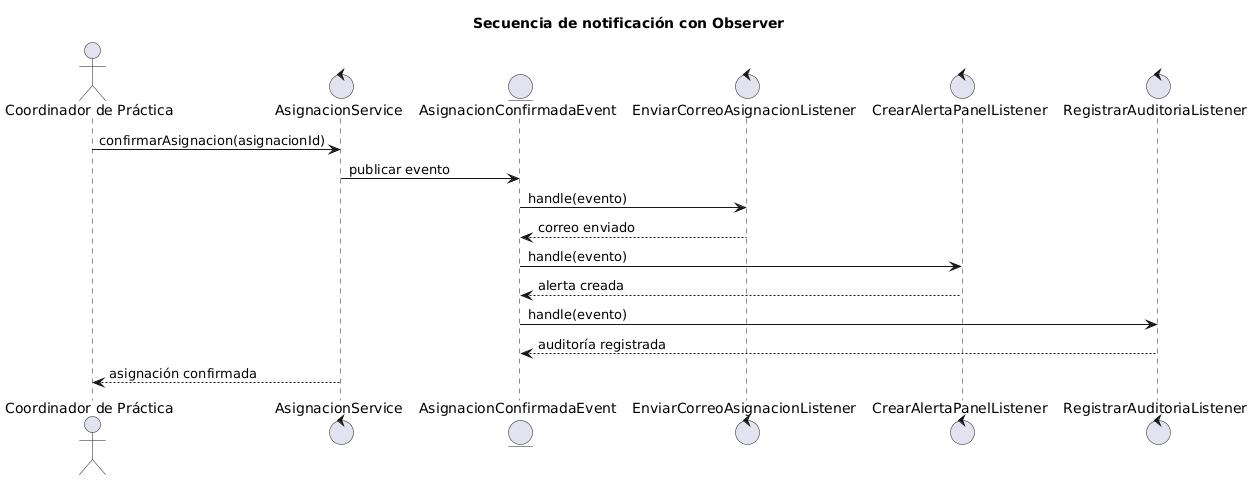 Secuencia de notificación con Observer
Coordinador de Práctica
AsignacionService
AsignacionConfirmadaEvent
EnviarCorreoAsignacionListener
CrearAlertaPanelListener
RegistrarAuditoriaListener
confirmarAsignacion(asignacionId)
publicar evento
handle(evento)
correo enviado
handle(evento)
alerta creada
handle(evento)
auditoría registrada
asignación confirmada
Coordinador de Práctica
AsignacionService
AsignacionConfirmadaEvent
EnviarCorreoAsignacionListener
CrearAlertaPanelListener
RegistrarAuditoriaListener